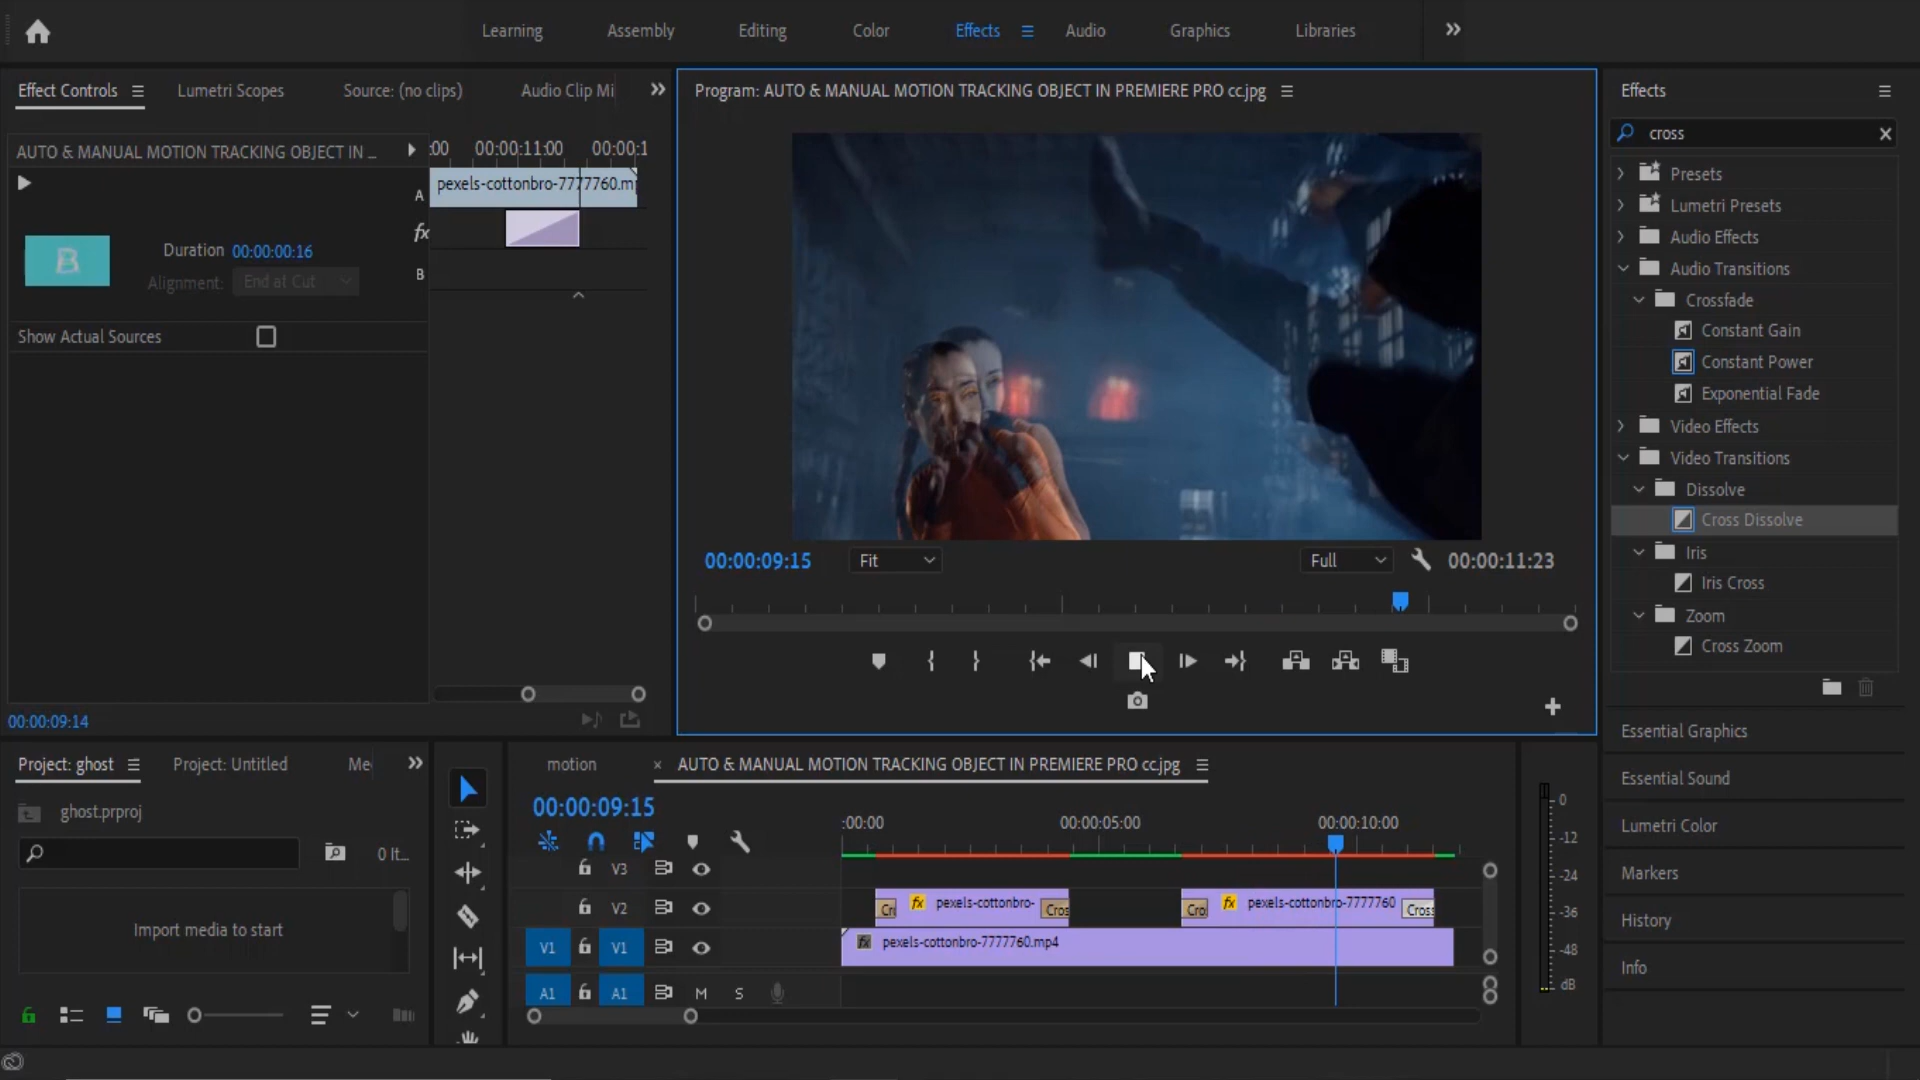 Learning Assembly Editing Color Effects Audio Graphics Libraries
Effect Controls Lumetri Scopes Source: (no clips) Audio Clip Mi
AUTO & MANUAL MOTION TRACKING OBJECT IN ...
:00 00:00:11:00 00:00:1
A pexels-cottonbro-7777760.m
fx
Duration 00:00:00:16
B
Alignment: End at Cut
B
Show Actual Sources
00:00:09:14
Program: AUTO & MANUAL MOTION TRACKING OBJECT IN PREMIERE PRO cc.jpg
00:00:09:15 Fit Full 00:00:11:23
Effects
cross
Presets
Lumetri Presets
Audio Effects
Audio Transitions
Crossfade
Constant Gain
Constant Power
Exponential Fade
Video Effects
Video Transitions
Dissolve
Cross Dissolve
Iris
Iris Cross
Zoom
Cross Zoom
Essential Graphics
Essential Sound
Lumetri Color
Markers
History
Info
Project: ghost Project: Untitled Me
ghost.prproj
0 It...
Import media to start
motion × AUTO & MANUAL MOTION TRACKING OBJECT IN PREMIERE PRO cc.jpg
00:00:09:15
:00:00 00:00:05:00 00:00:10:00
V3
V2 Cr fx pexels-cottonbro- Cros Cro fx pexels-cottonbro-7777760 Cross
V1 V1 fx pexels-cottonbro-7777760.mp4
A1 A1 M S
0
-12
-24
-36
-48
dB